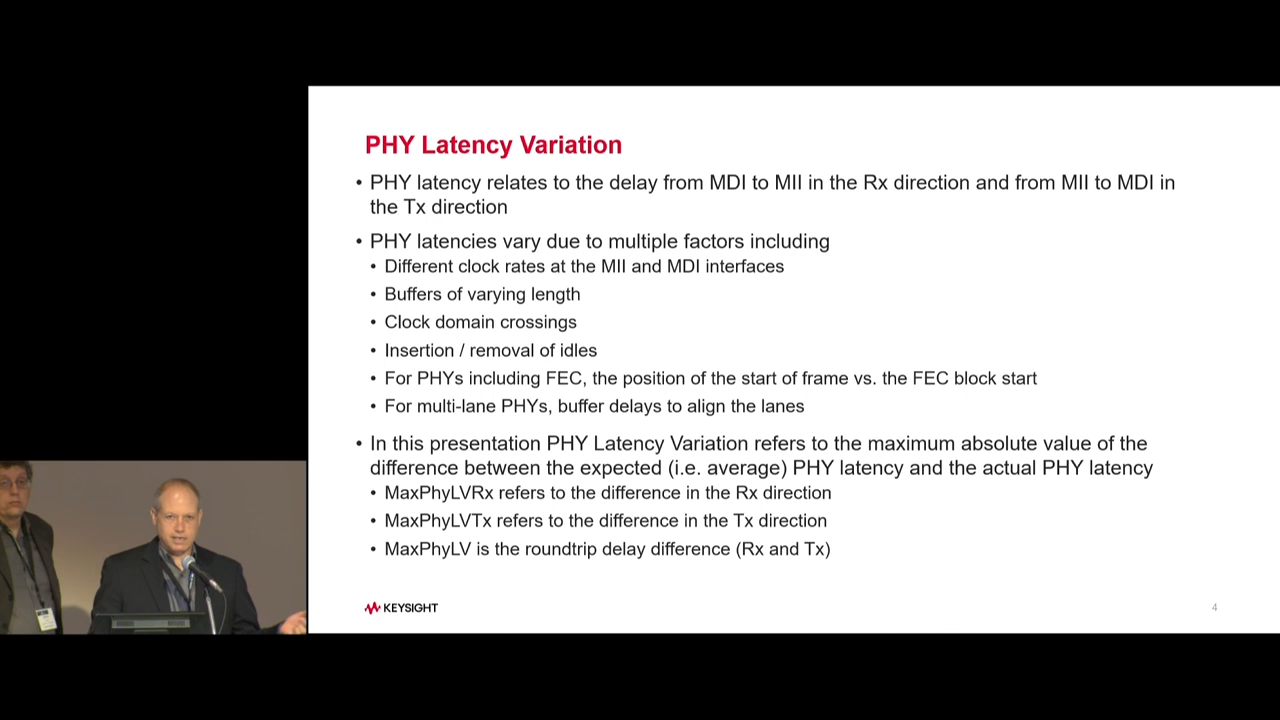 PHY Latency Variation
• PHY latency relates to the delay from MDI to MII in the Rx direction and from MII to MDI in
the Tx direction
• PHY latencies vary due to multiple factors including
• Different clock rates at the MII and MDI interfaces
• Buffers of varying length
• Clock domain crossings
• Insertion / removal of idles
• For PHYs including FEC, the position of the start of frame vs. the FEC block start
• For multi-lane PHYs, buffer delays to align the lanes
• In this presentation PHY Latency Variation refers to the maximum absolute value of the
difference between the expected (i.e. average) PHY latency and the actual PHY latency
• MaxPhyLVRx refers to the difference in the Rx direction
• MaxPhyLVTx refers to the difference in the Tx direction
• MaxPhyLV is the roundtrip delay difference (Rx and Tx)
KEYSIGHT
4